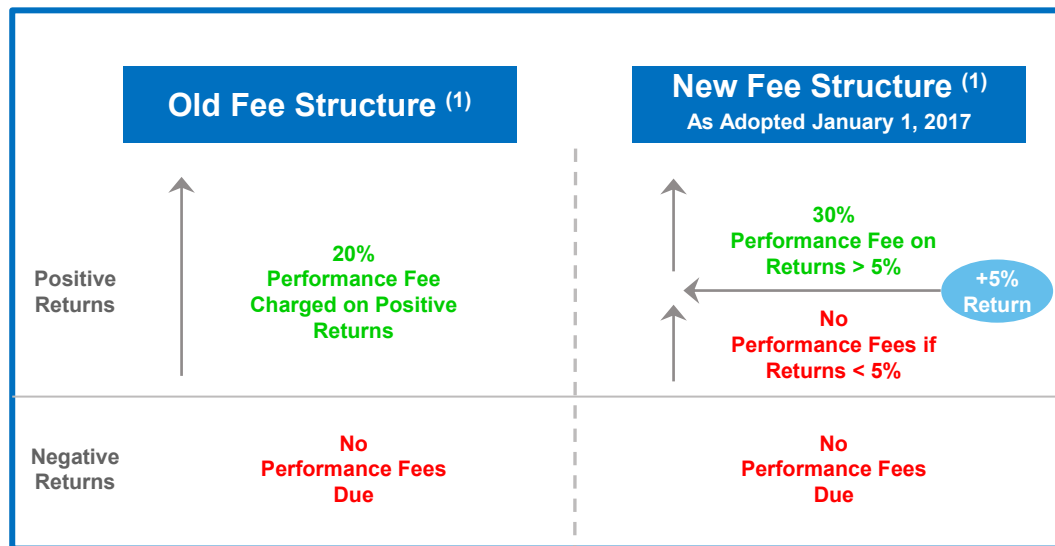 Old Fee Structure (1)
New Fee Structure (1)
As Adopted January 1, 2017
Positive
Returns
20%
Performance Fee
Charged on Positive
Returns
30%
Performance Fee on
Returns > 5%
+5%
Return
No
Performance Fees if
Returns < 5%
Negative
Returns
No
Performance Fees
Due
No
Performance Fees
Due